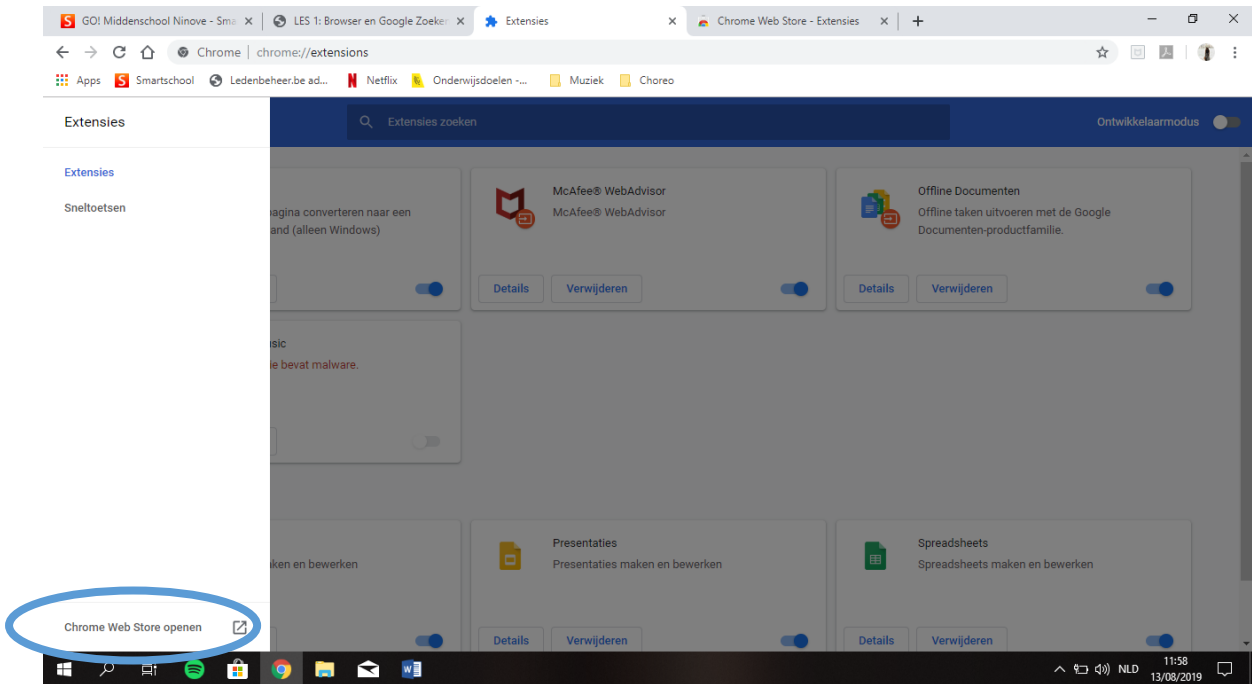 GO! Middenschool Ninove - Sma
LES 1: Browser en Google Zoeker
Extensies
Chrome Web Store - Extensies
Chrome | chrome://extensions
Apps
Smartschool
Ledenbeheer.be ad...
Netflix
Onderwijsdoelen -...
Muziek
Choreo
Extensies
Extensies zoeken
Ontwikkelaarmodus
Extensies
Sneltoetsen
pagina converteren naar een
and (alleen Windows)
McAfee® WebAdvisor
McAfee® WebAdvisor
Details
Verwijderen
Offline Documenten
Offline taken uitvoeren met de Google
Documenten-productfamilie.
Details
Verwijderen
sic
ie bevat malware.
ken en bewerken
Presentaties
Presentaties maken en bewerken
Details
Verwijderen
Spreadsheets
Spreadsheets maken en bewerken
Details
Verwijderen
Chrome Web Store openen
NLD
11:58
13/08/2019